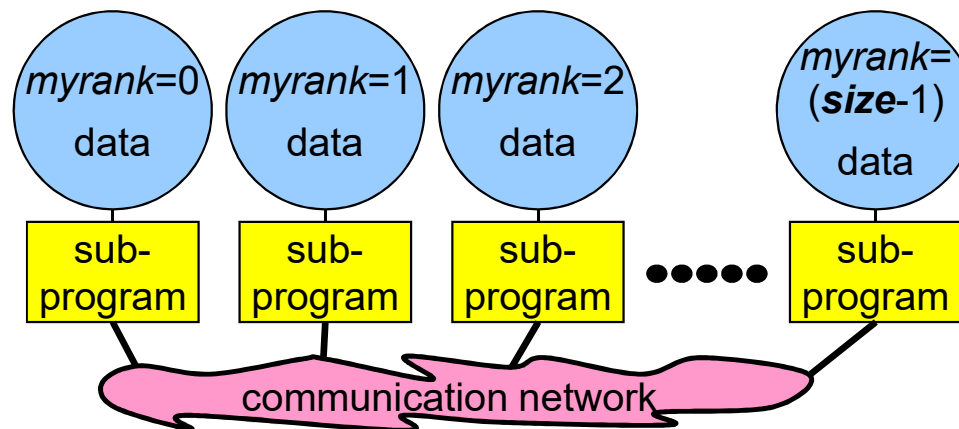 myrank=0
data
myrank=1
data
myrank=2
data
myrank=
(size-1)
data
sub-
program
sub-
program
sub-
program
sub-
program
communication network